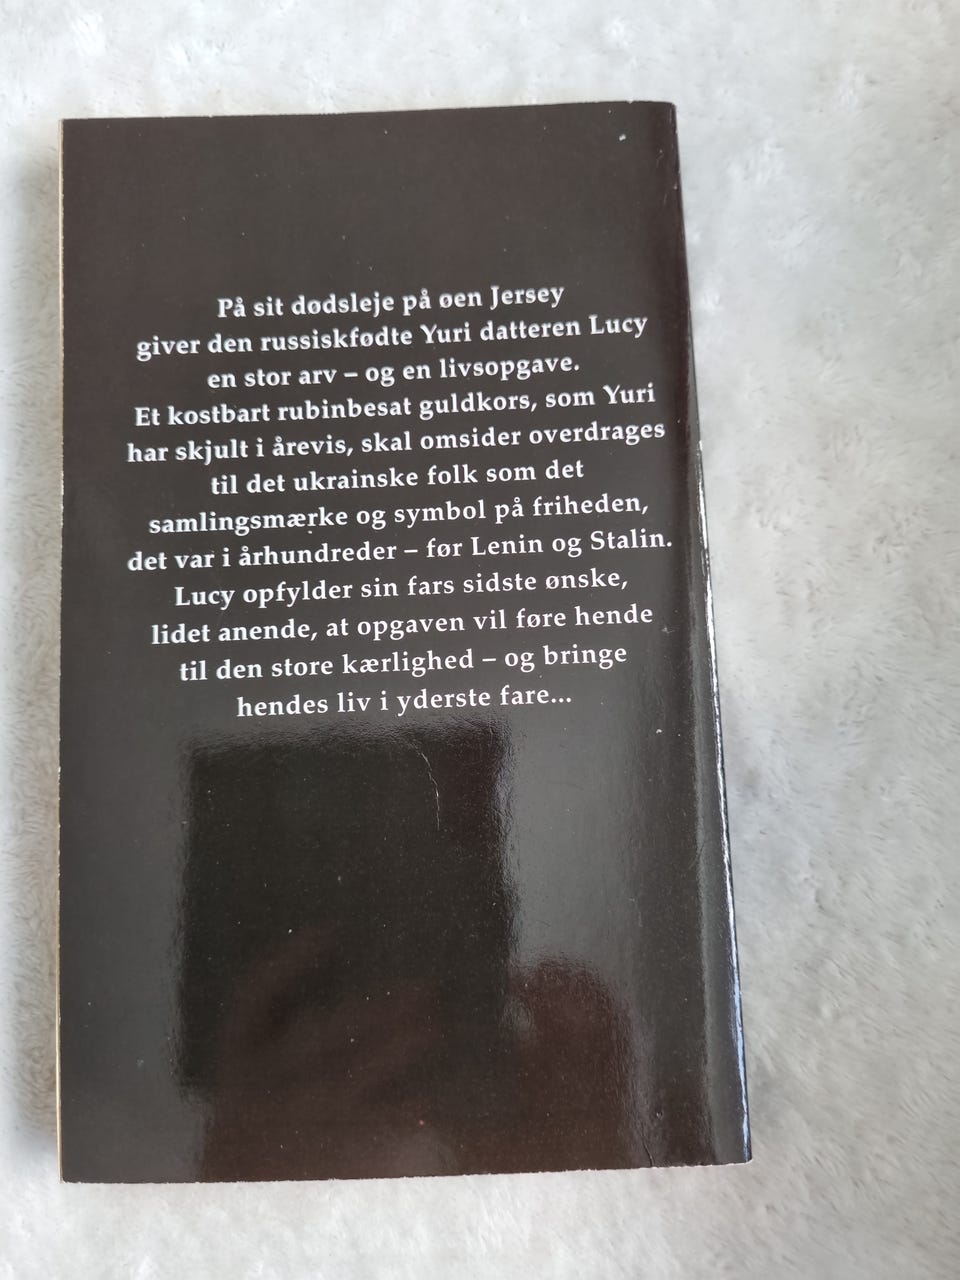 På sit dødsleje på øen Jersey
giver den russiskfødte Yuri datteren Lucy
en stor arv – og en livsopgave.
Et kostbart rubinbesat guldkors, som Yuri
har skjult i årevis, skal omsider overdrages
til det ukrainske folk som det
samlingsmærke og symbol på friheden,
det var i århundreder – før Lenin og Stalin.
Lucy opfylder sin fars sidste ønske,
lidet anende, at opgaven vil føre hende
til den store kærlighed – og bringe
hendes liv i yderste fare...